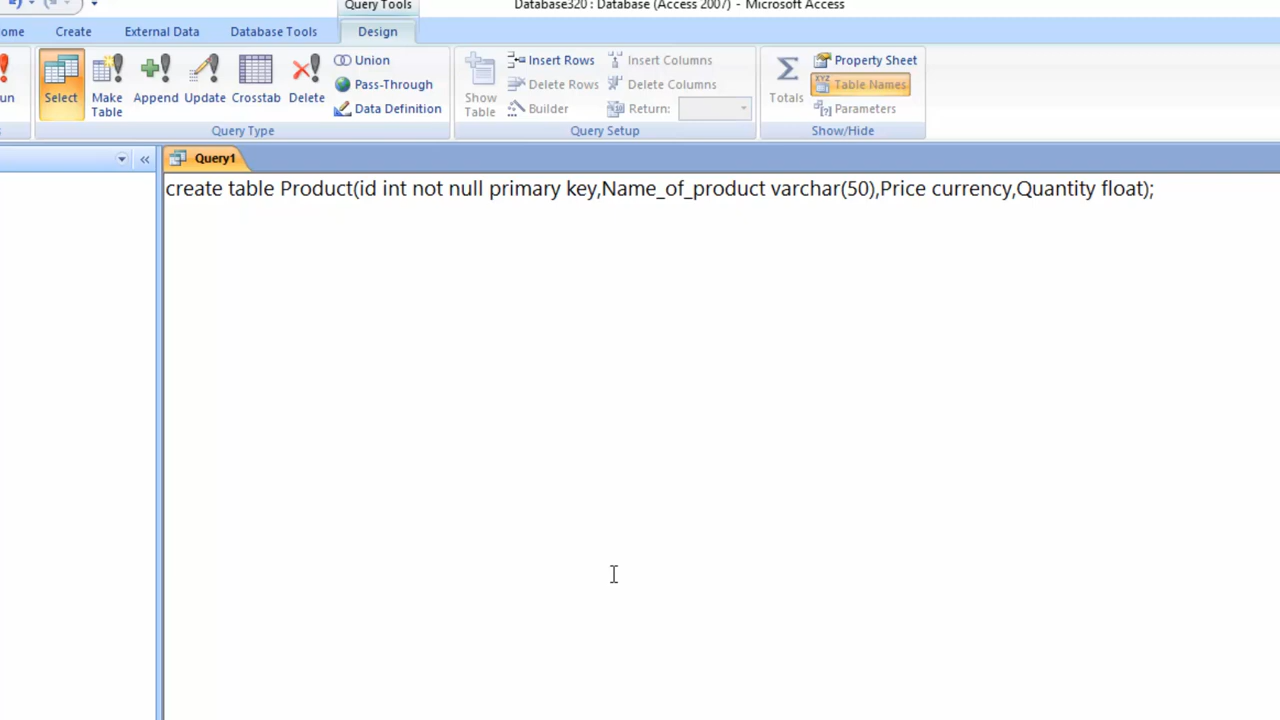 Query Tools
Database320 : Database (Access 2007) - Microsoft Access
Create External Data Database Tools Design
Select
Make Table
Append
Update
Crosstab
Delete
Union
Pass-Through
Data Definition
Query Type
Show Table
Insert Rows
Delete Rows
Builder
Insert Columns
Delete Columns
Return:
Query Setup
Σ
Totals
Property Sheet
XYZ
Table Names
[?]
Parameters
Show/Hide
«
Query1
create table Product(id int not null primary key,Name_of_product varchar(50),Price currency,Quantity float);